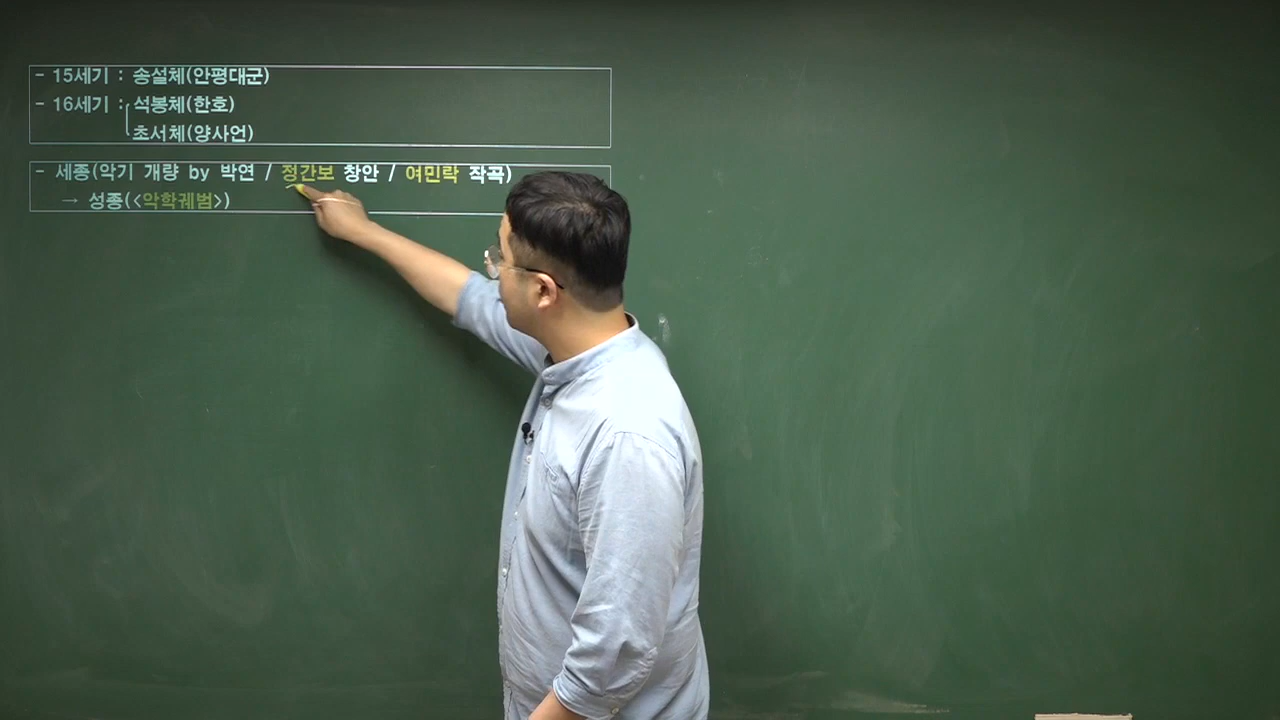 - 15세기 : 송설체(안평대군)
- 16세기 : 석봉체(한호)
초서체(양사언)
- 세종(악기 개량 by 박연 / 정간보 창안 / 여민락 작곡)
→ 성종(<악학궤범>)